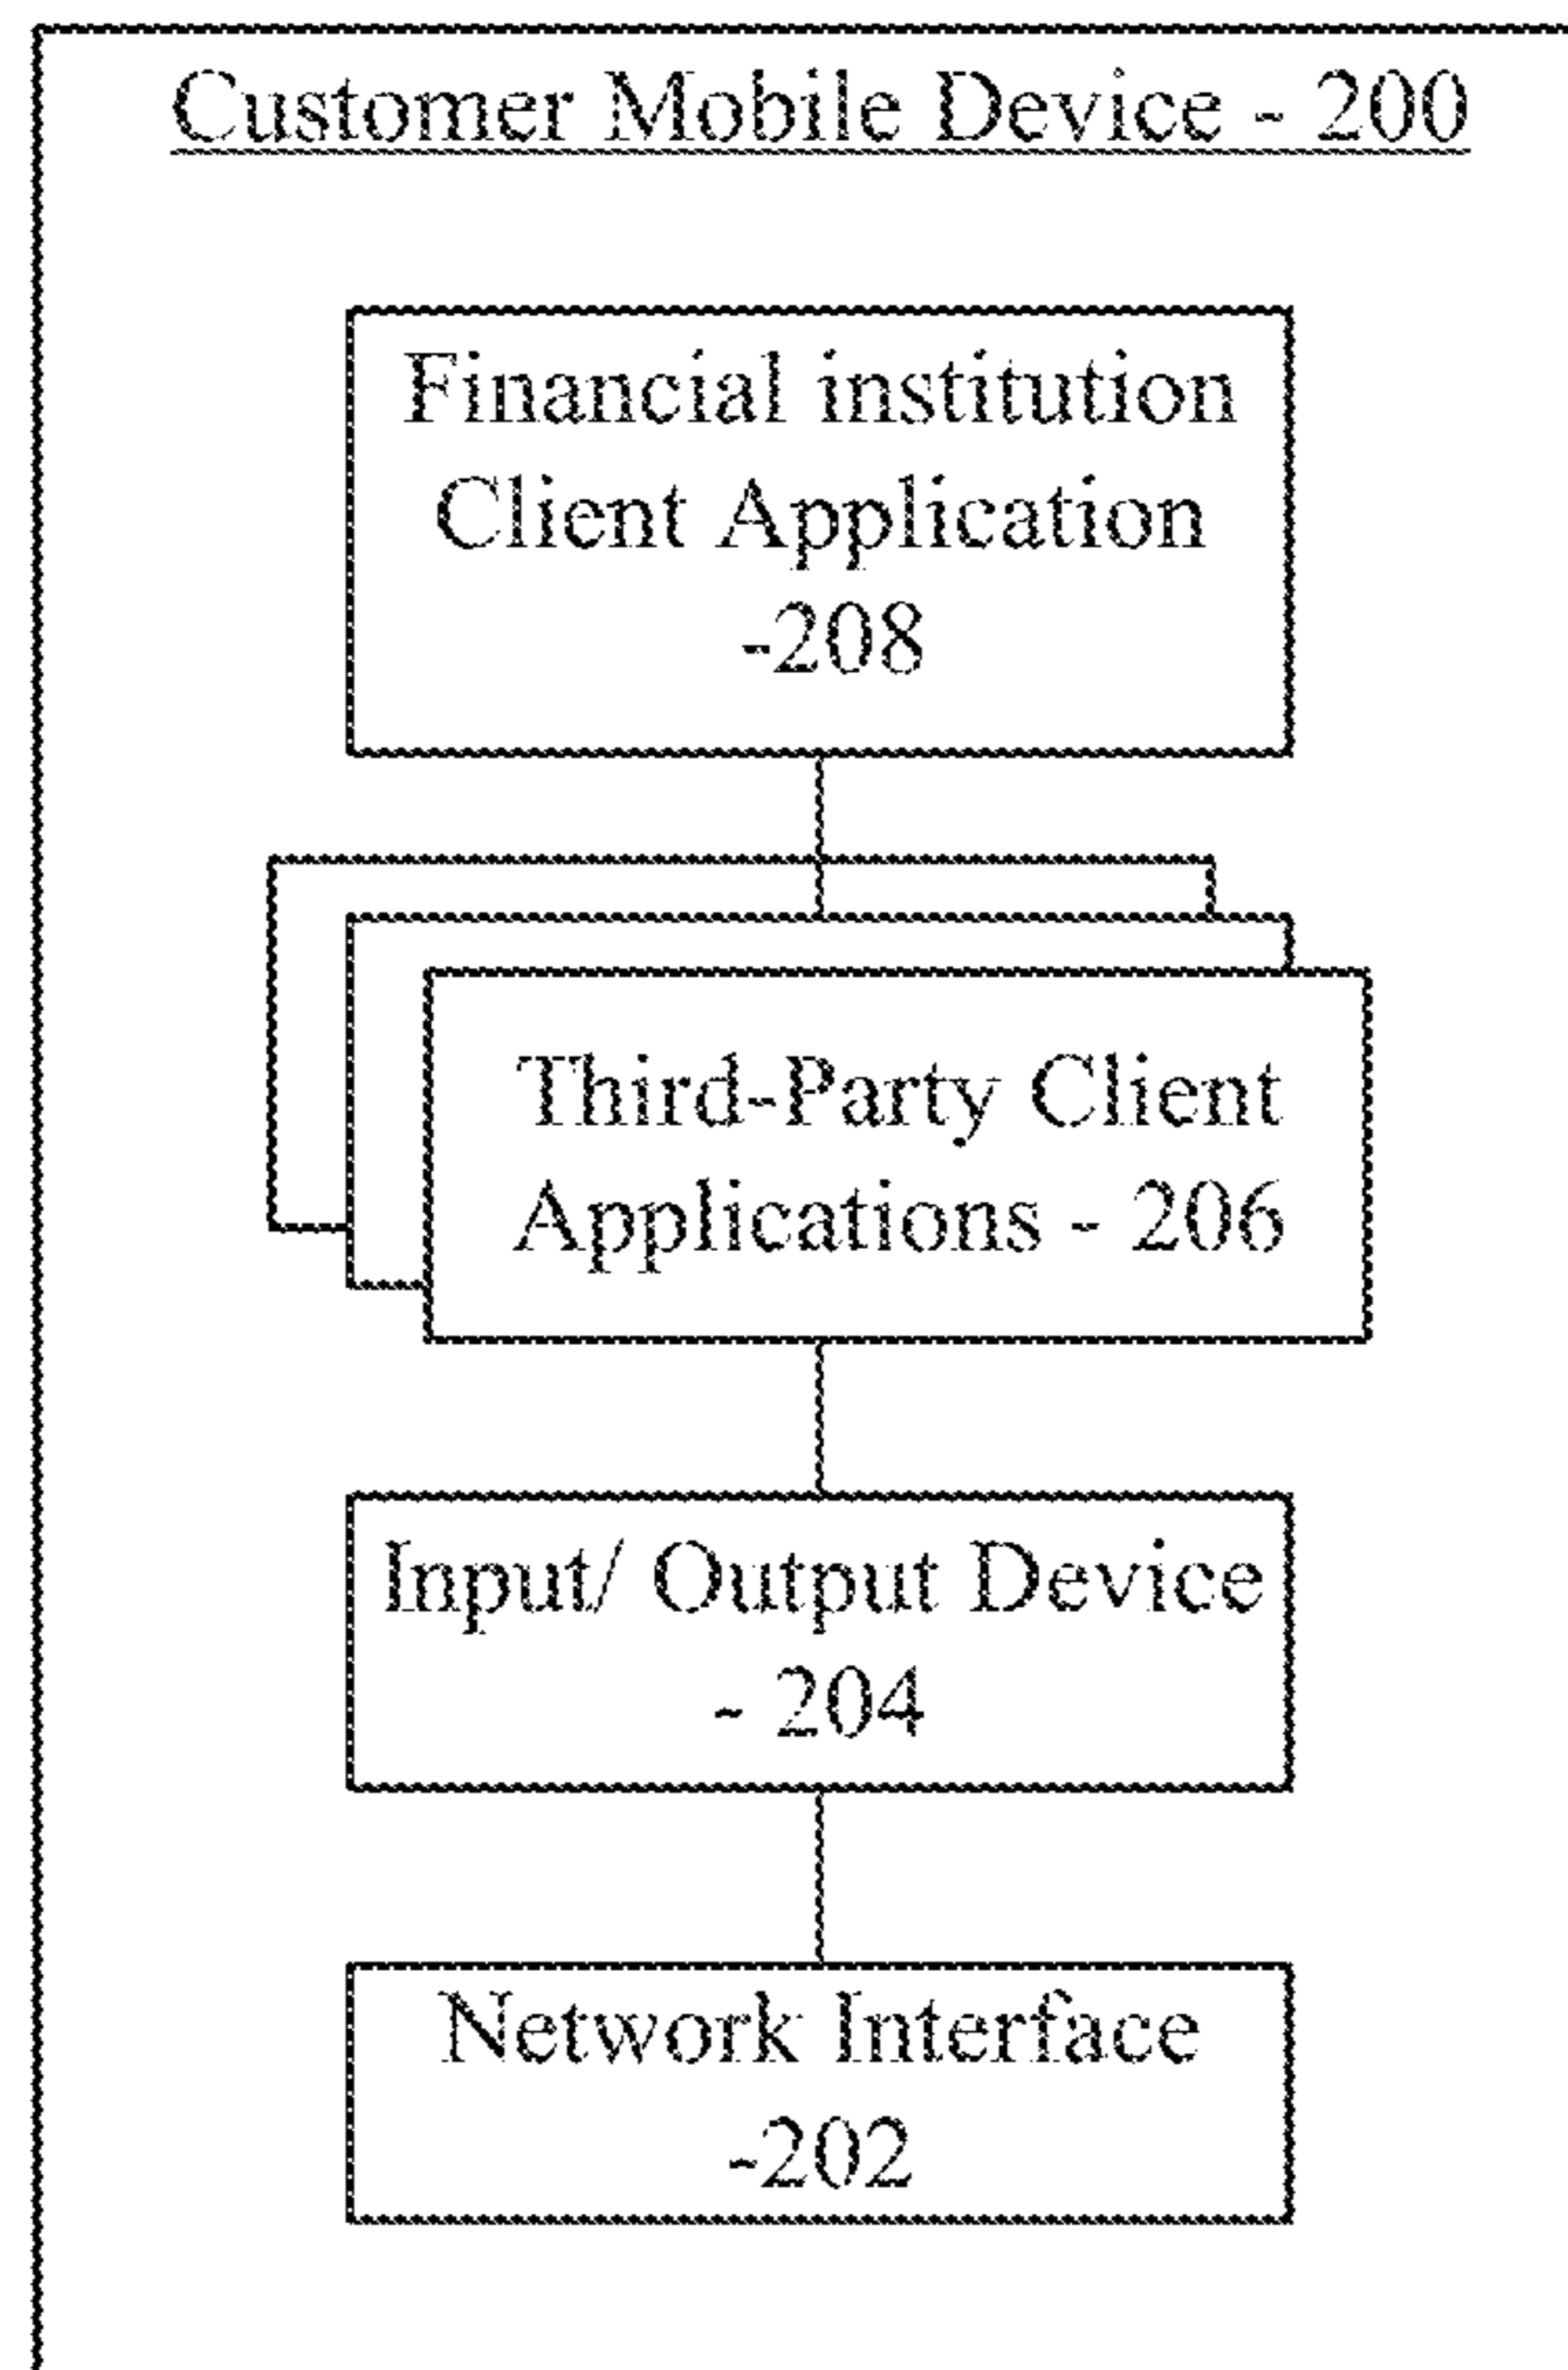 Customer Mobile Device - 200
Financial institution
Client Application
-208
Third-Party Client
Applications - 206
Input/ Output Device
- 204
Network Interface
-202